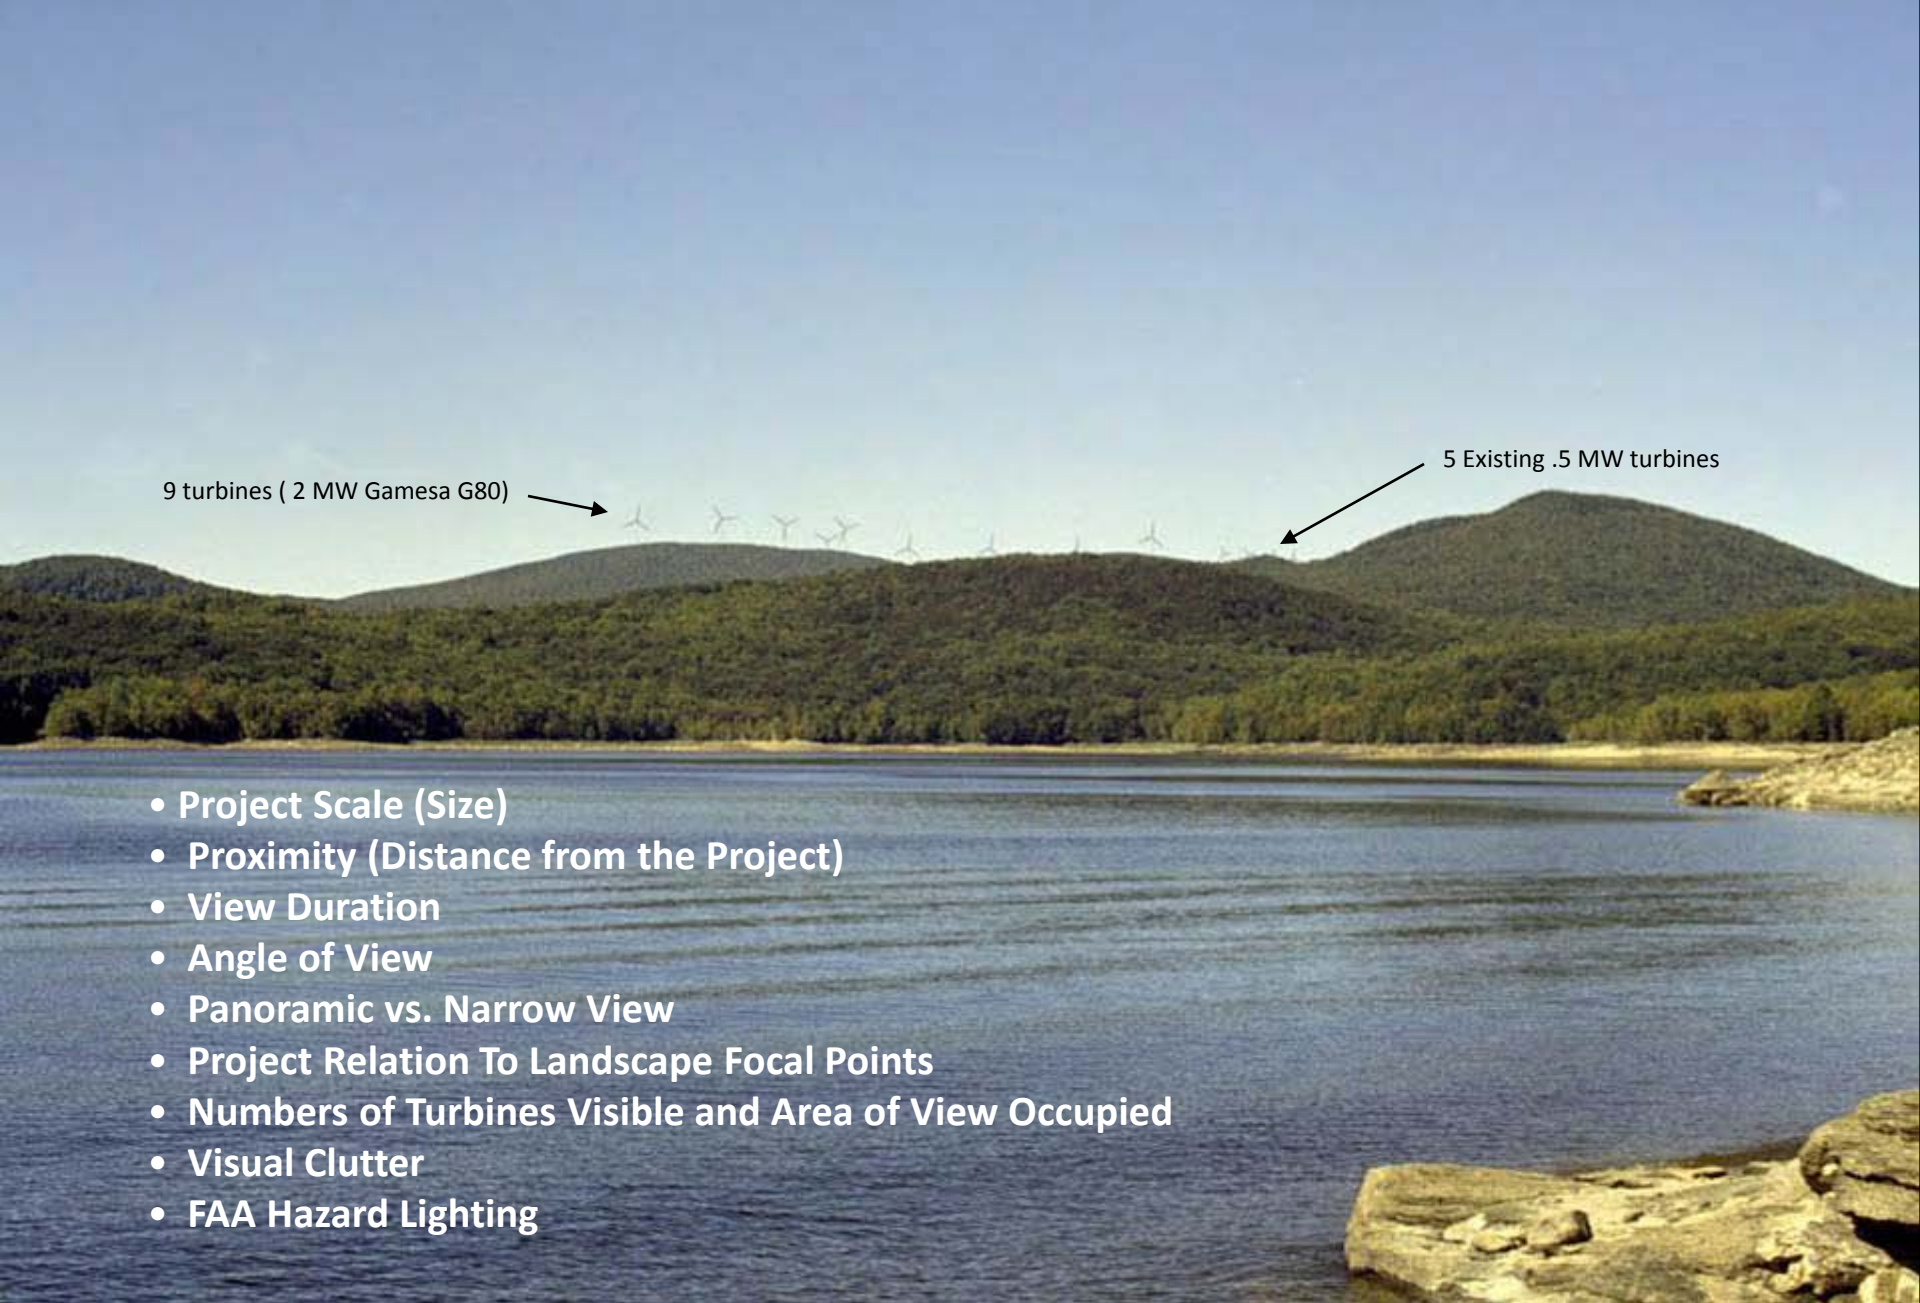 5 Existing .5 MW turbines
9 turbines ( 2 MW Gamesa G80)
• Project Scale (Size)
• Proximity (Distance from the Project)
• View Duration
• Angle of View
• Panoramic vs. Narrow View
• Project Relation To Landscape Focal Points
• Numbers of Turbines Visible and Area of View Occupied
• Visual Clutter
• FAA Hazard Lighting